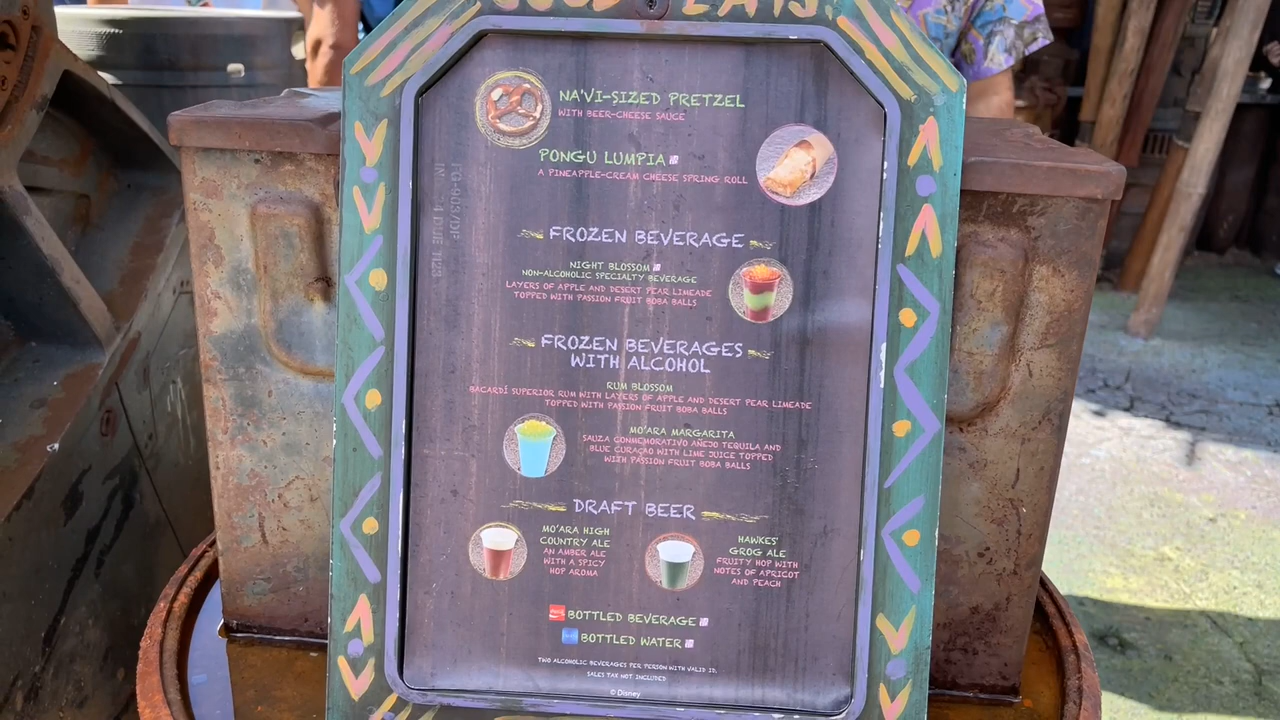 GOOD EATS
NA'VI-SIZED PRETZEL
WITH BEER-CHEESE SAUCE
PONGU LUMPIA
A PINEAPPLE-CREAM CHEESE SPRING ROLL
FROZEN BEVERAGE
NIGHT BLOSSOM
NON-ALCOHOLIC SPECIALTY BEVERAGE
LAYERS OF APPLE AND DESERT PEAR LIMEADE
TOPPED WITH PASSION FRUIT BOBA BALLS
FROZEN BEVERAGES
WITH ALCOHOL
RUM BLOSSOM
BACARDÍ SUPERIOR RUM WITH LAYERS OF APPLE AND DESERT PEAR LIMEADE
TOPPED WITH PASSION FRUIT BOBA BALLS
MO'ARA MARGARITA
SAUZA CONMEMORATIVO AÑEJO TEQUILA AND
BLUE CURAÇAO WITH LIME JUICE TOPPED
WITH PASSION FRUIT BOBA BALLS
DRAFT BEER
MO'ARA HIGH
COUNTRY ALE
AN AMBER ALE
WITH A SPICY
HOP AROMA
HAWKES'
GROG ALE
FRUITY HOP WITH
NOTES OF APRICOT
AND PEACH
BOTTLED BEVERAGE
BOTTLED WATER
TWO ALCOHOLIC BEVERAGES PER PERSON WITH VALID ID.
SALES TAX NOT INCLUDED
© Disney